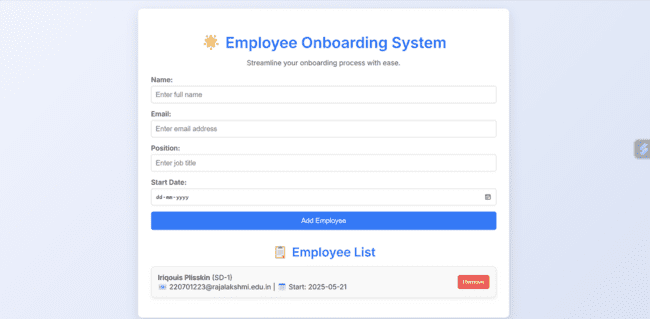 Employee Onboarding System
Streamline your onboarding process with ease.
Name:
Enter full name
Email:
Enter email address
Position:
Enter job title
Start Date:
dd-mm-yyyy
Add Employee
Employee List
Iriqouis Plisskin (SD-1)
220701223@rajalakshmi.edu.in | Start: 2025-05-21
Remove